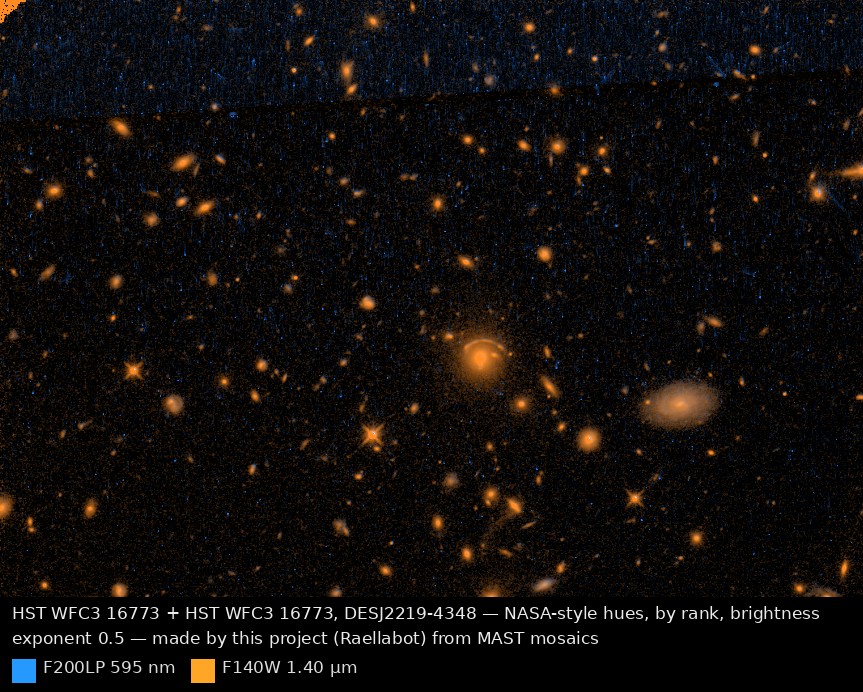 HST WFC3 16773 + HST WFC3 16773, DESJ2219-4348 — NASA-style hues, by rank, brightness
exponent 0.5 — made by this project (Raellabot) from MAST mosaics
F200LP 595 nm F140W 1.40 μm